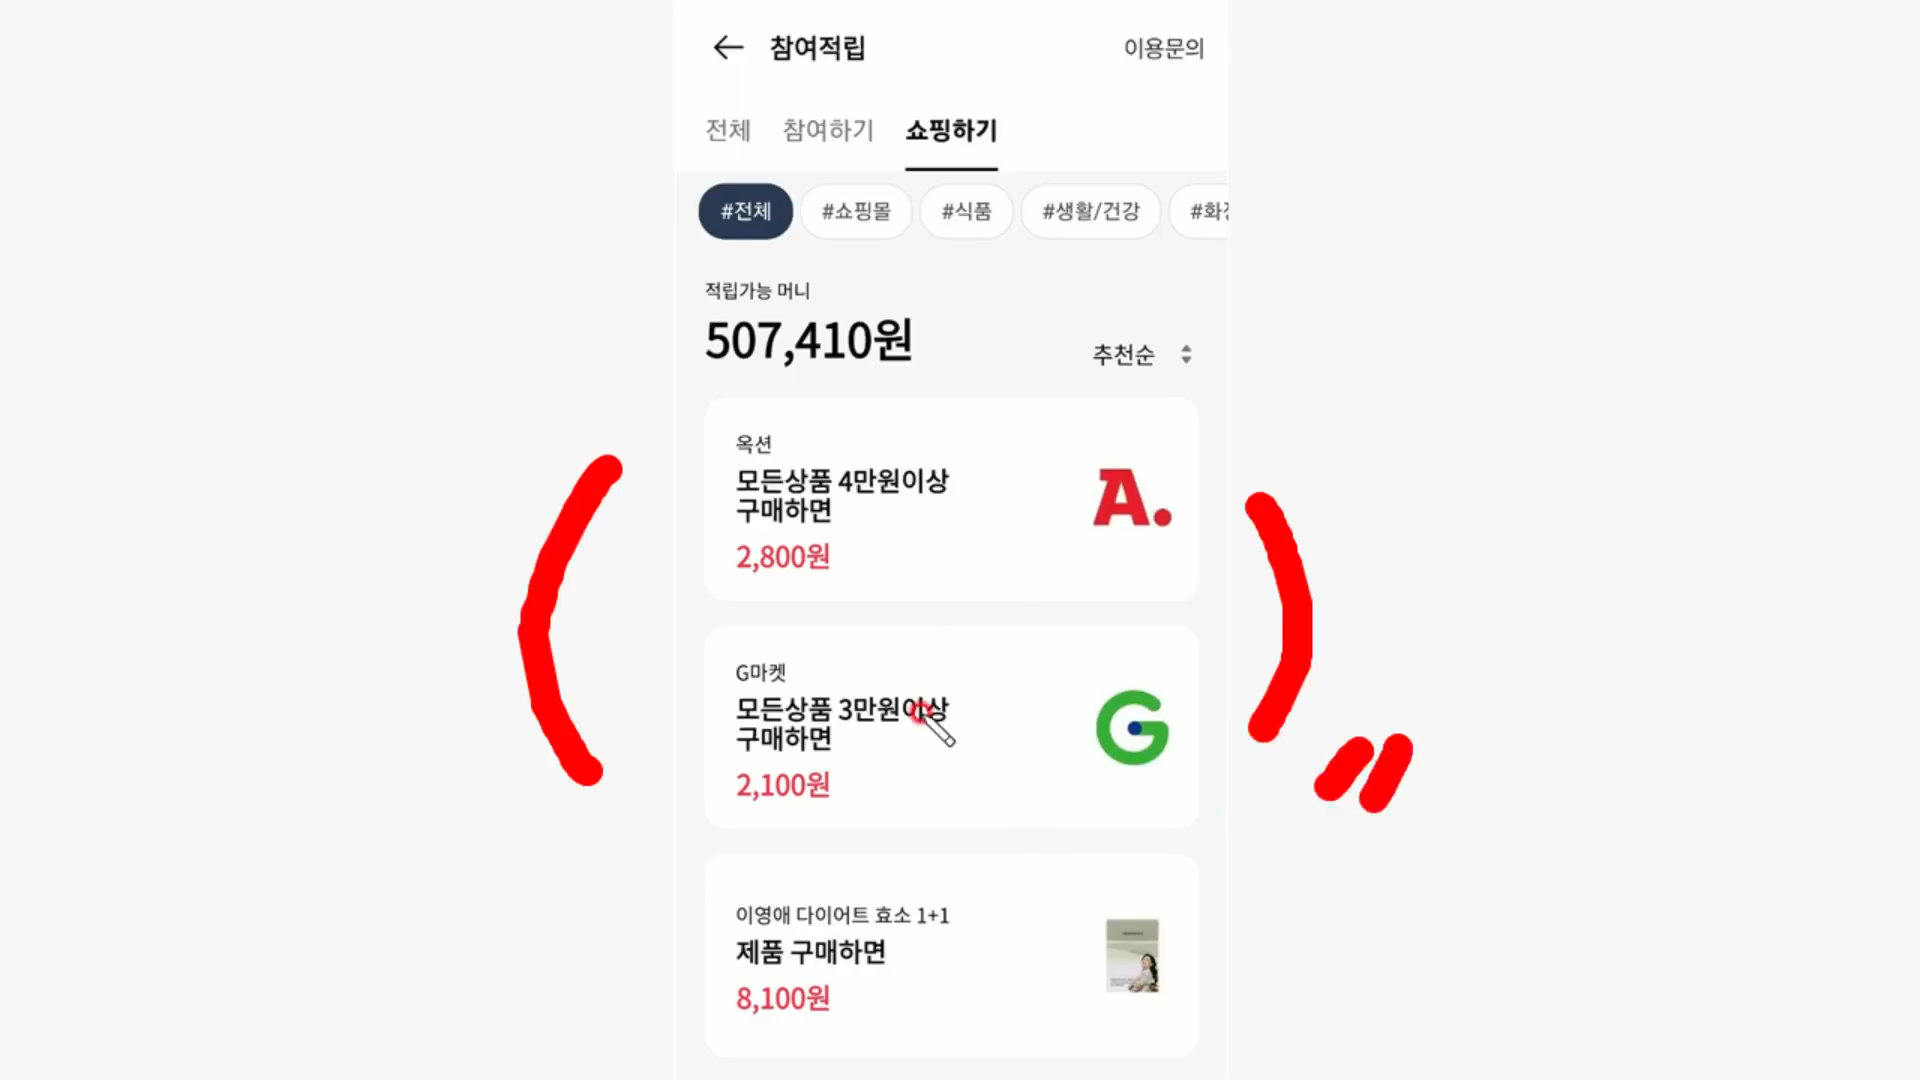 참여적립
이용문의
전체 참여하기 쇼핑하기
#전체 #쇼핑몰 #식품 #생활/건강
적립가능 머니
507,410원
추천순
옥션
모든상품 4만원이상
구매하면
2,800원
A.
G마켓
모든상품 3만원이상
구매하면
2,100원
G
이영애 다이어트 효소 1+1
제품 구매하면
8,100원